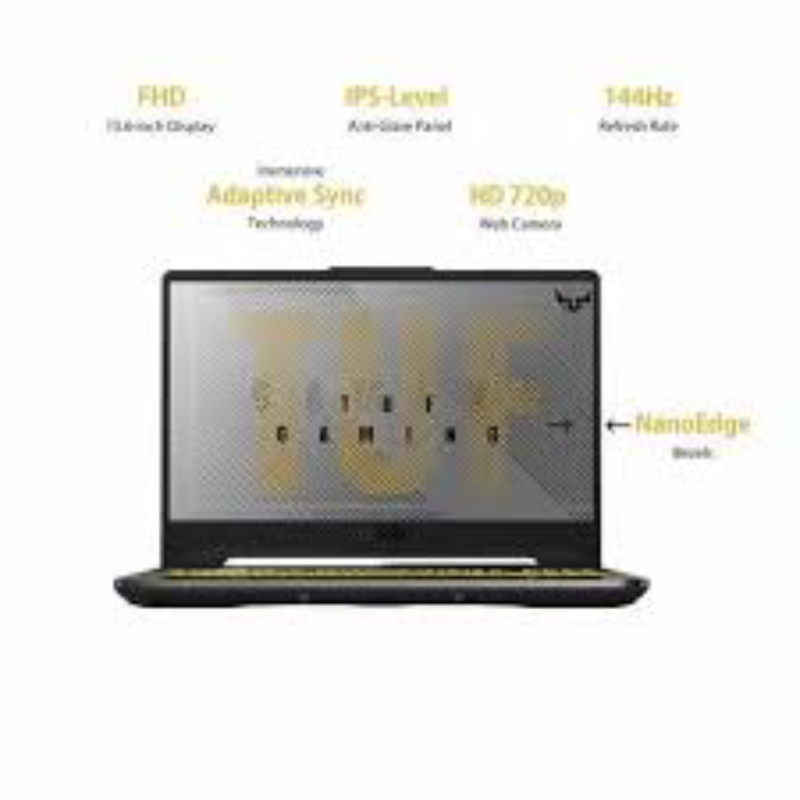 FHD
15.6-inch Display
IPS-Level
Anti-Glare Panel
144Hz
Refresh Rate
Immersive
Adaptive Sync
Technology
HD 720p
Web Camera
TUF
TUF
GAMING
NanoEdge
Bezels